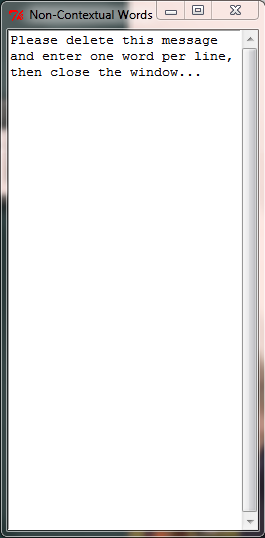 Non-Contextual Words
Please delete this message
and enter one word per line,
then close the window...